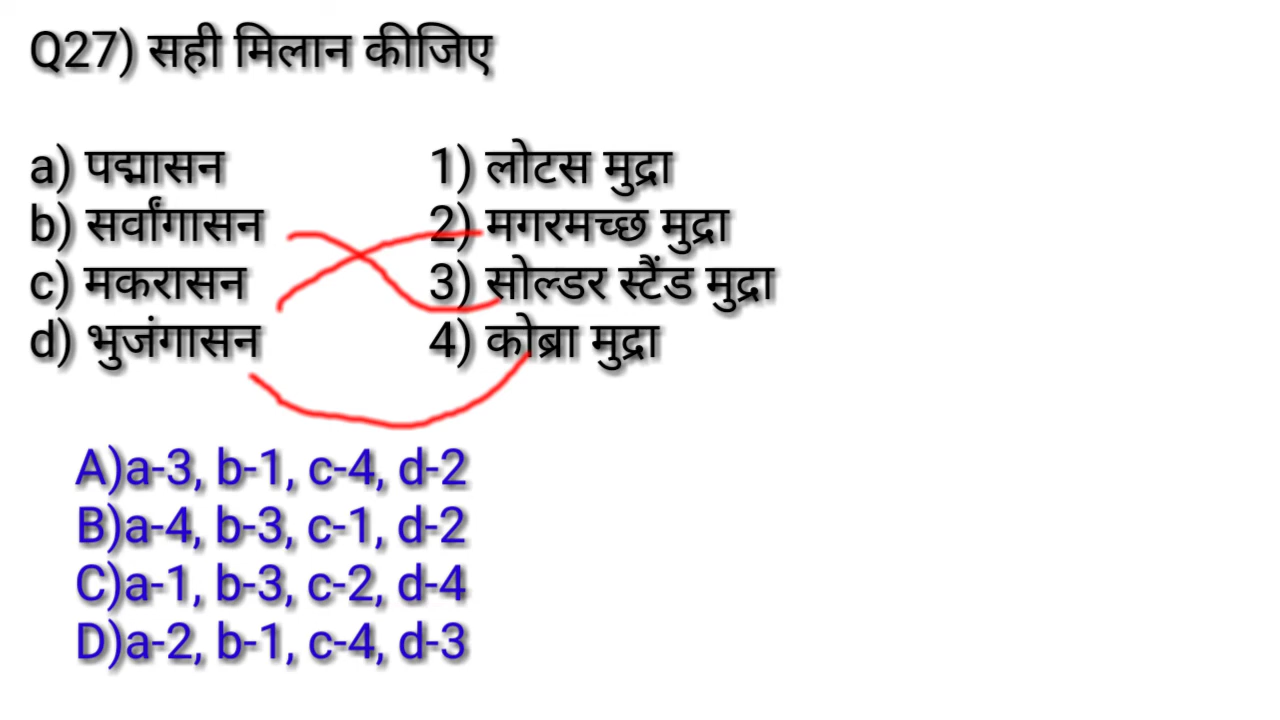 Q27) सही मिलान कीजिए
a) पद्मासन 1) लोटस मुद्रा
b) सर्वांगासन 2) मगरमच्छ मुद्रा
c) मकरासन 3) सोल्डर स्टैंड मुद्रा
d) भुजंगासन 4) कोब्रा मुद्रा
A)a-3, b-1, c-4, d-2
B)a-4, b-3, c-1, d-2
C)a-1, b-3, c-2, d-4
D)a-2, b-1, c-4, d-3